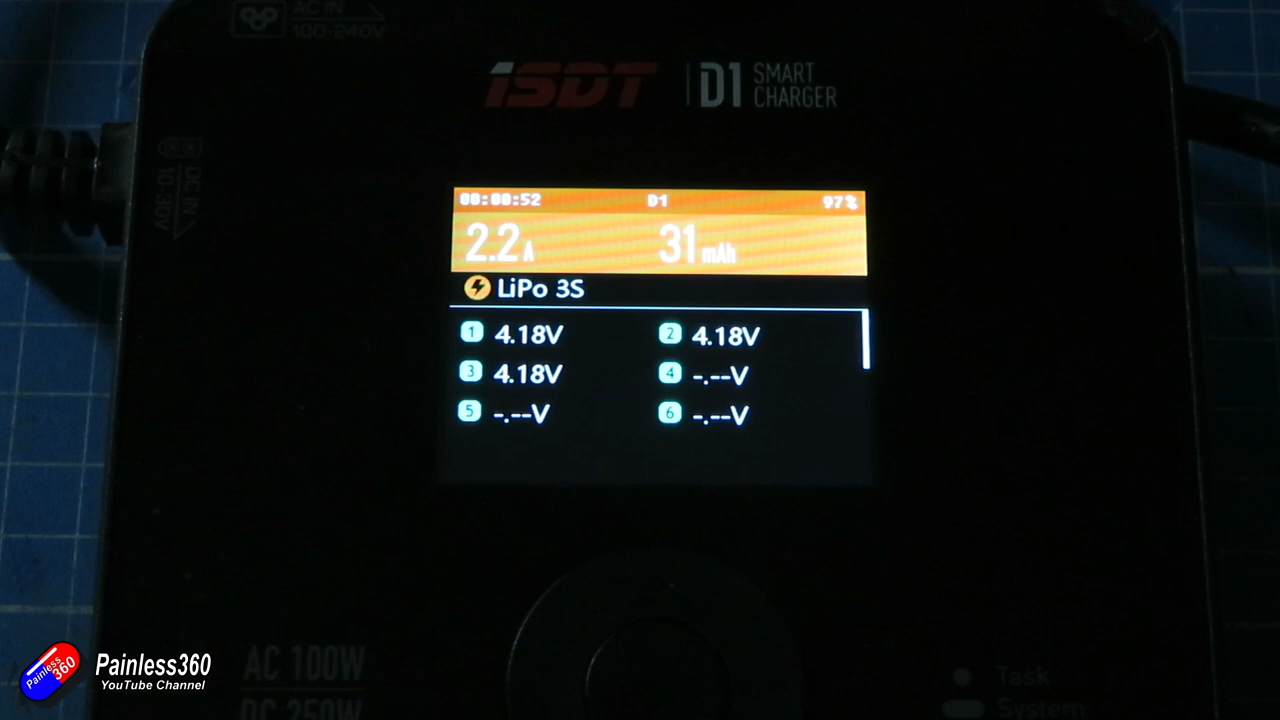 AC IN
100-240V
ISDT D1 SMART CHARGER
DC IN
10-30V
00:00:52 D1 97%
2.2A 31mAh
LiPo 3S
1 4.18V 2 4.18V
3 4.18V 4 -.--V
5 -.--V 6 -.--V
AC 100W
DC 250W
Task
System
Painless360
Painless360
YouTube Channel